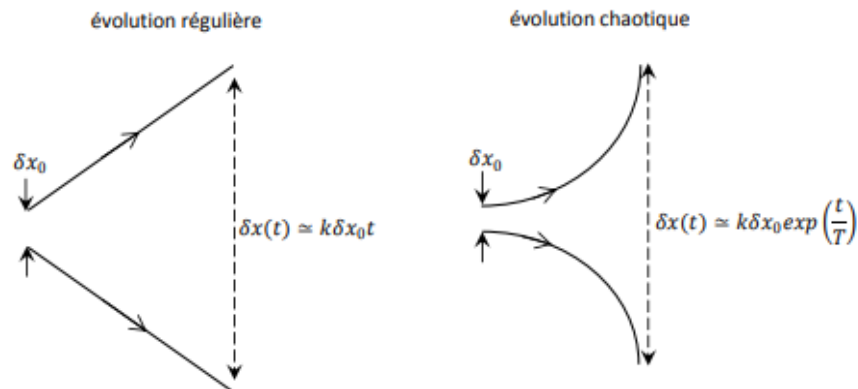 évolution régulière
évolution chaotique
δx₀
δx₀
δx(t) ≃ kδx₀t
δx(t) ≃ kδx₀exp(t/T)